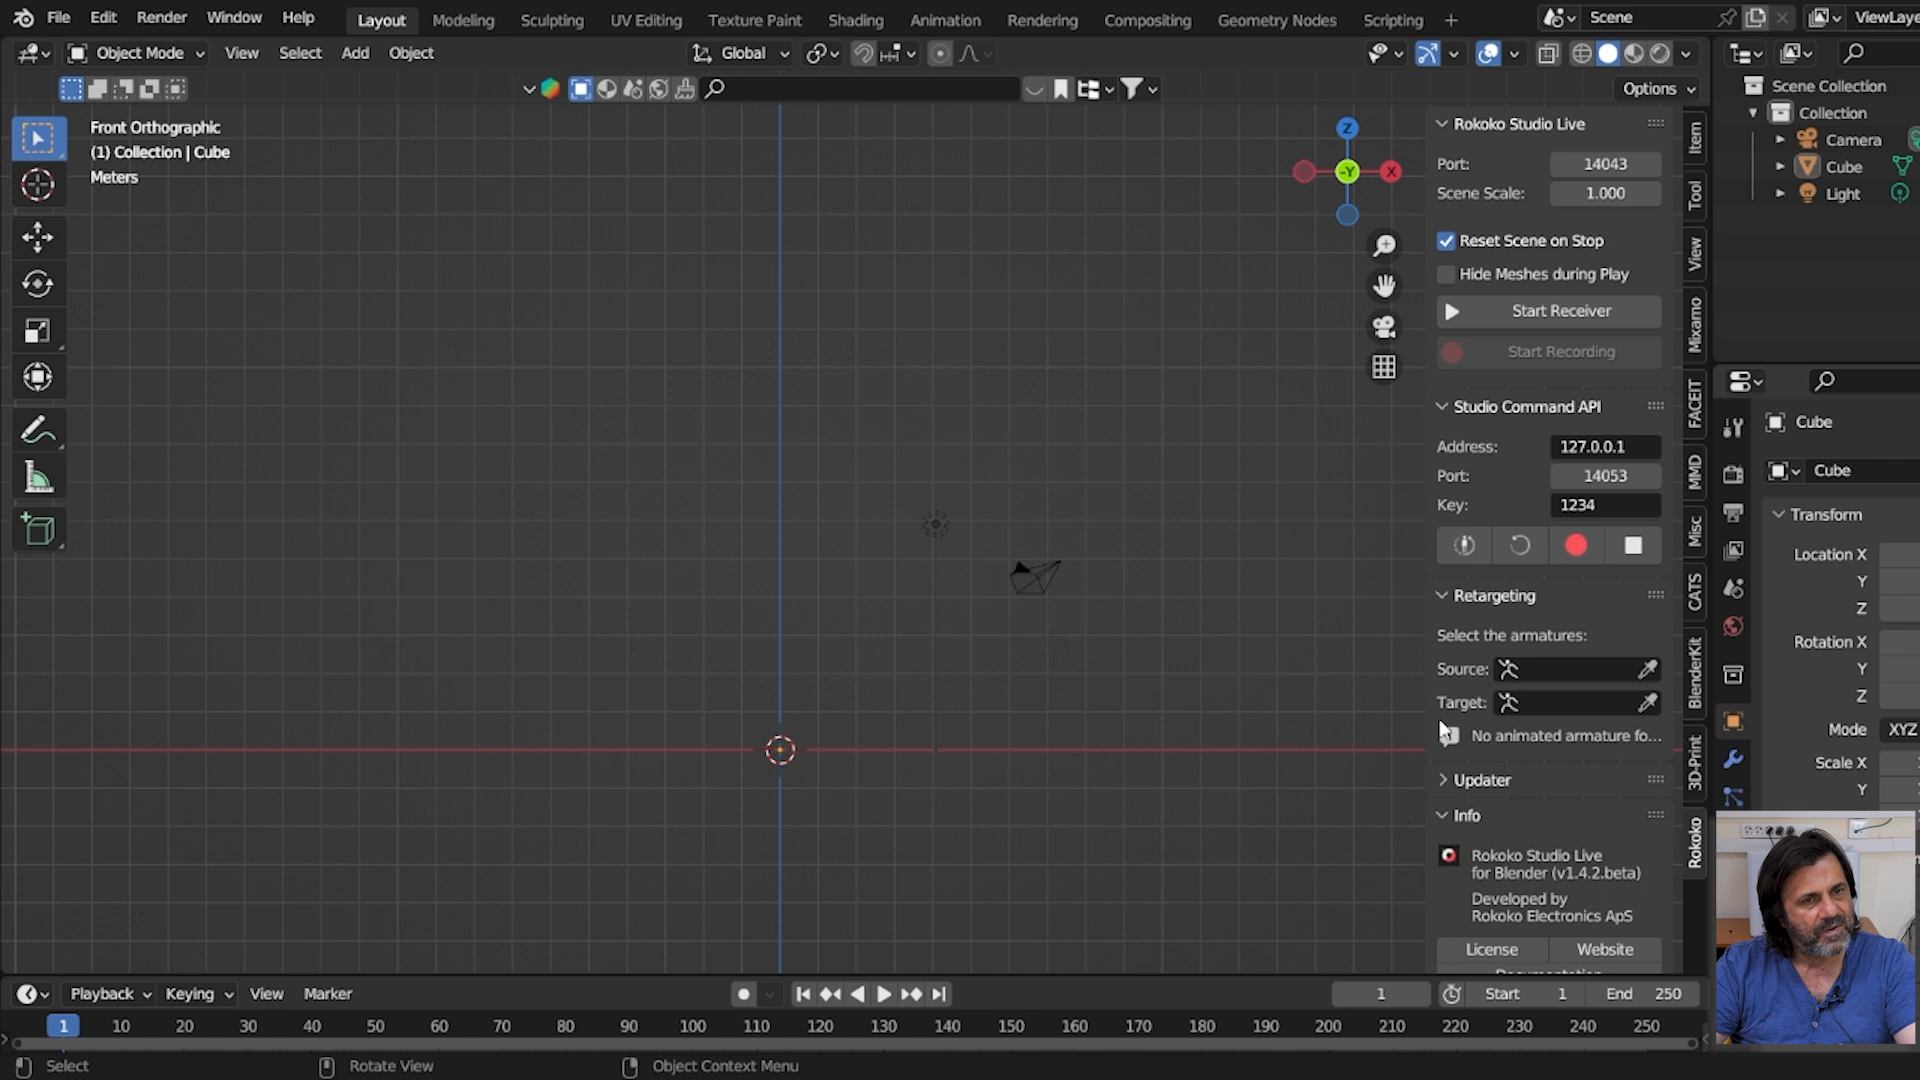 File Edit Render Window Help Layout Modeling Sculpting UV Editing Texture Paint Shading Animation Rendering Compositing Geometry Nodes Scripting + Scene ViewLaye
Object Mode View Select Add Object Global
Options
Front Orthographic
(1) Collection | Cube
Meters
Z
-Y
X
Rokoko Studio Live
Port: 14043
Scene Scale: 1.000
Reset Scene on Stop
Hide Meshes during Play
Start Receiver
Start Recording
Studio Command API
Address: 127.0.0.1
Port: 14053
Key: 1234
Retargeting
Select the armatures:
Source:
Target:
No animated armature fo...
Updater
Info
Rokoko Studio Live
for Blender (v1.4.2.beta)
Developed by
Rokoko Electronics ApS
License Website
Item
Tool
View
Mixamo
FACEIT
MMD
Misc
CATS
BlenderKit
3D-Print
Rokoko
Scene Collection
Collection
Camera
Cube
Light
Cube
Cube
Transform
Location X
Y
Z
Rotation X
Y
Z
Mode XYZ
Scale X
Y
Playback Keying View Marker 1 Start 1 End 250
1 10 20 30 40 50 60 70 80 90 100 110 120 130 140 150 160 170 180 190 200 210 220 230 240 250
Select Rotate View Object Context Menu